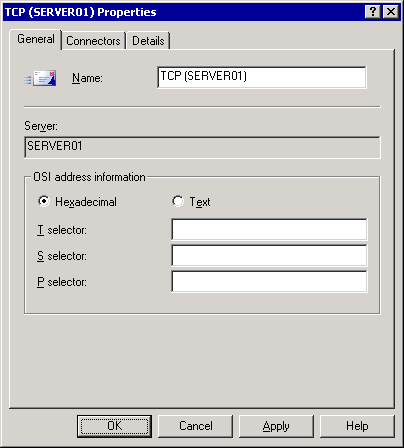 TCP (SERVER01) Properties
General Connectors Details
Name: TCP (SERVER01)
Server:
SERVER01
OSI address information
Hexadecimal Text
T selector:
S selector:
P selector:
OK Cancel Apply Help